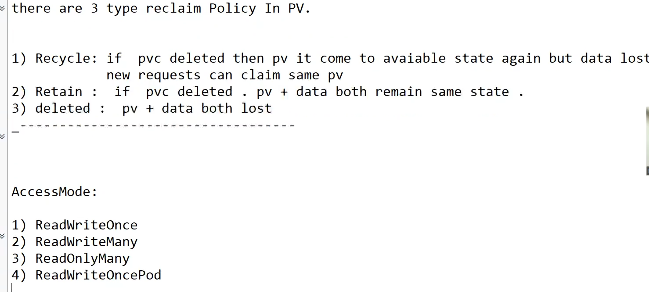 there are 3 type reclaim Policy In PV.
1) Recycle: if pvc deleted then pv it come to avaiable state again but data lost
new requests can claim same pv
2) Retain : if pvc deleted . pv + data both remain same state .
3) deleted : pv + data both lost
-----------------------------------
AccessMode:
1) ReadWriteOnce
2) ReadWriteMany
3) ReadOnlyMany
4) ReadWriteOncePod